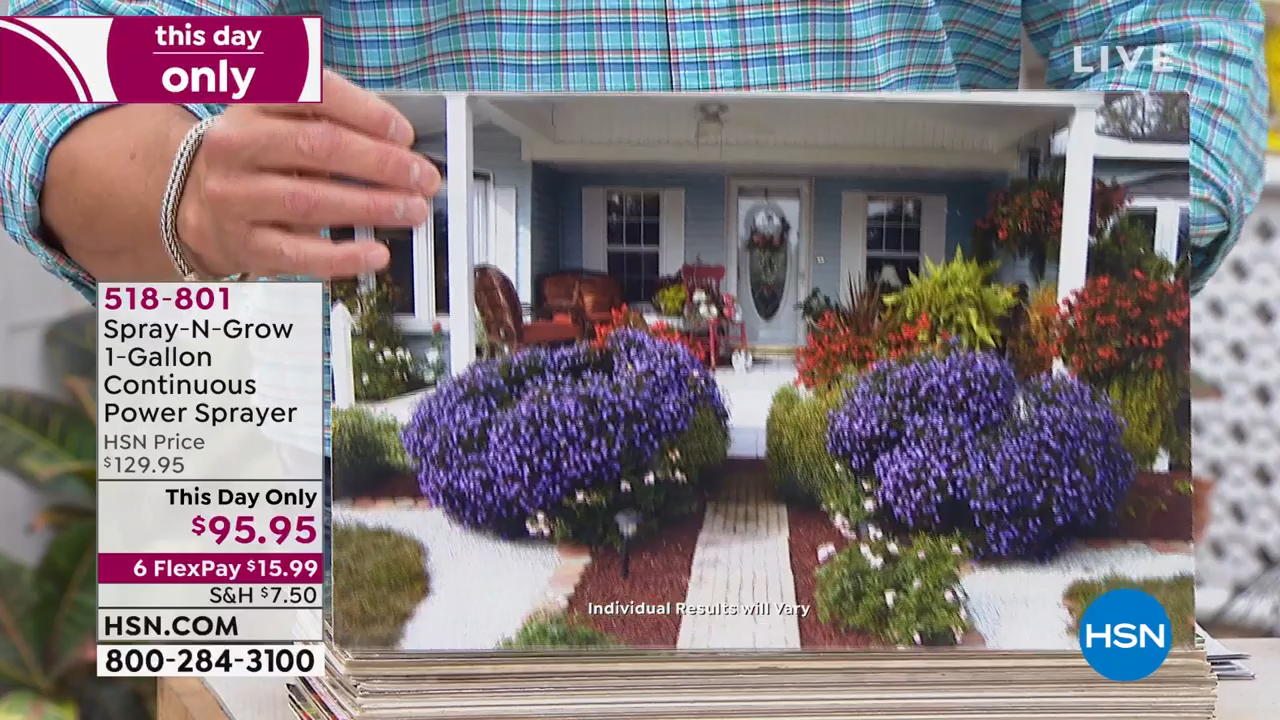 this day
only
LIVE
518-801
Spray-N-Grow
1-Gallon
Continuous
Power Sprayer
HSN Price
$129.95
This Day Only
$95.95
6 FlexPay $15.99
S&H $7.50
HSN.COM
800-284-3100
Individual Results will Vary
HSN